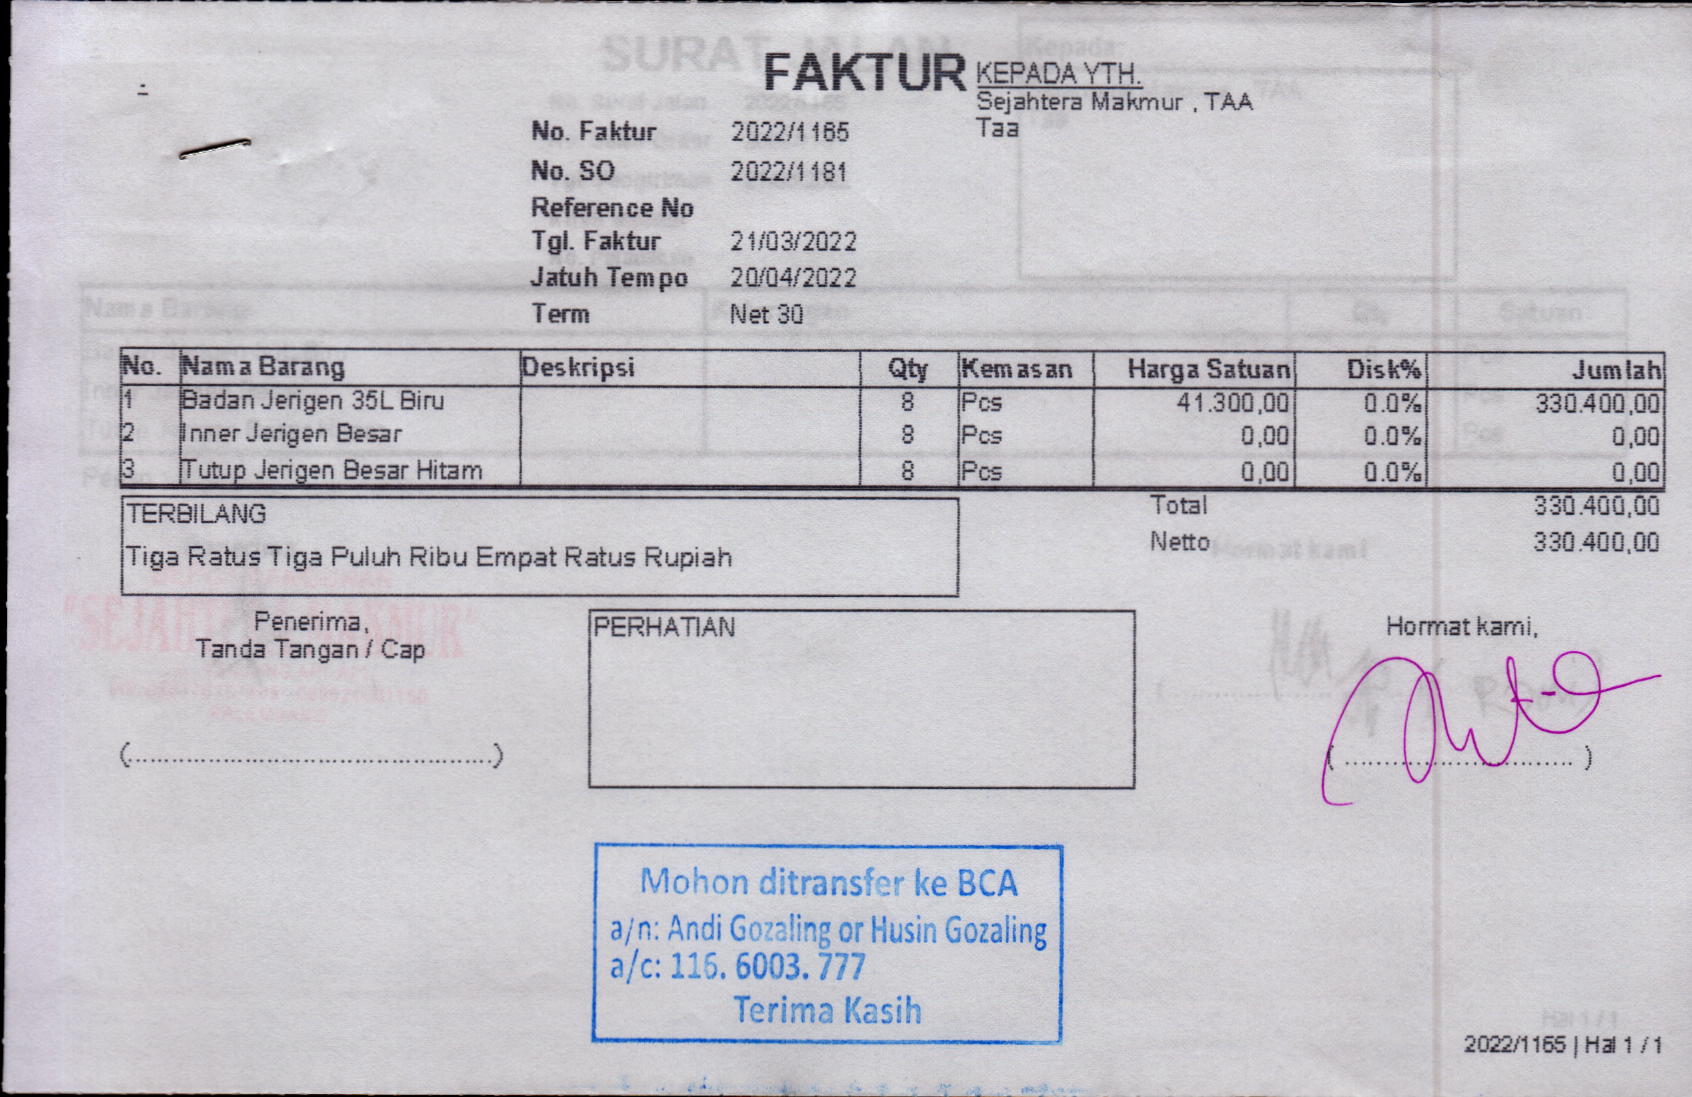 FAKTUR
KEPADA YTH.
Sejahtera Makmur , TAA
Taa
No. Faktur 2022/1165
No. SO 2022/1181
Reference No
Tgl. Faktur 21/03/2022
Jatuh Tempo 20/04/2022
Term Net 30
No. Nama Barang Deskripsi Qty Kemasan Harga Satuan Disk% Jumlah
1 Badan Jerigen 35L Biru 8 Pcs 41.300,00 0.0% 330.400,00
2 Inner Jerigen Besar 8 Pcs 0,00 0.0% 0,00
3 Tutup Jerigen Besar Hitam 8 Pcs 0,00 0.0% 0,00
Total 330.400,00
Netto 330.400,00
TERBILANG
Tiga Ratus Tiga Puluh Ribu Empat Ratus Rupiah
Penerima,
Tanda Tangan / Cap
(................................................)
PERHATIAN
Hormat kami,
( .............................. )
Mohon ditransfer ke BCA
a/n: Andi Gozaling or Husin Gozaling
a/c: 116. 6003. 777
Terima Kasih
2022/1165 | Hal 1 / 1